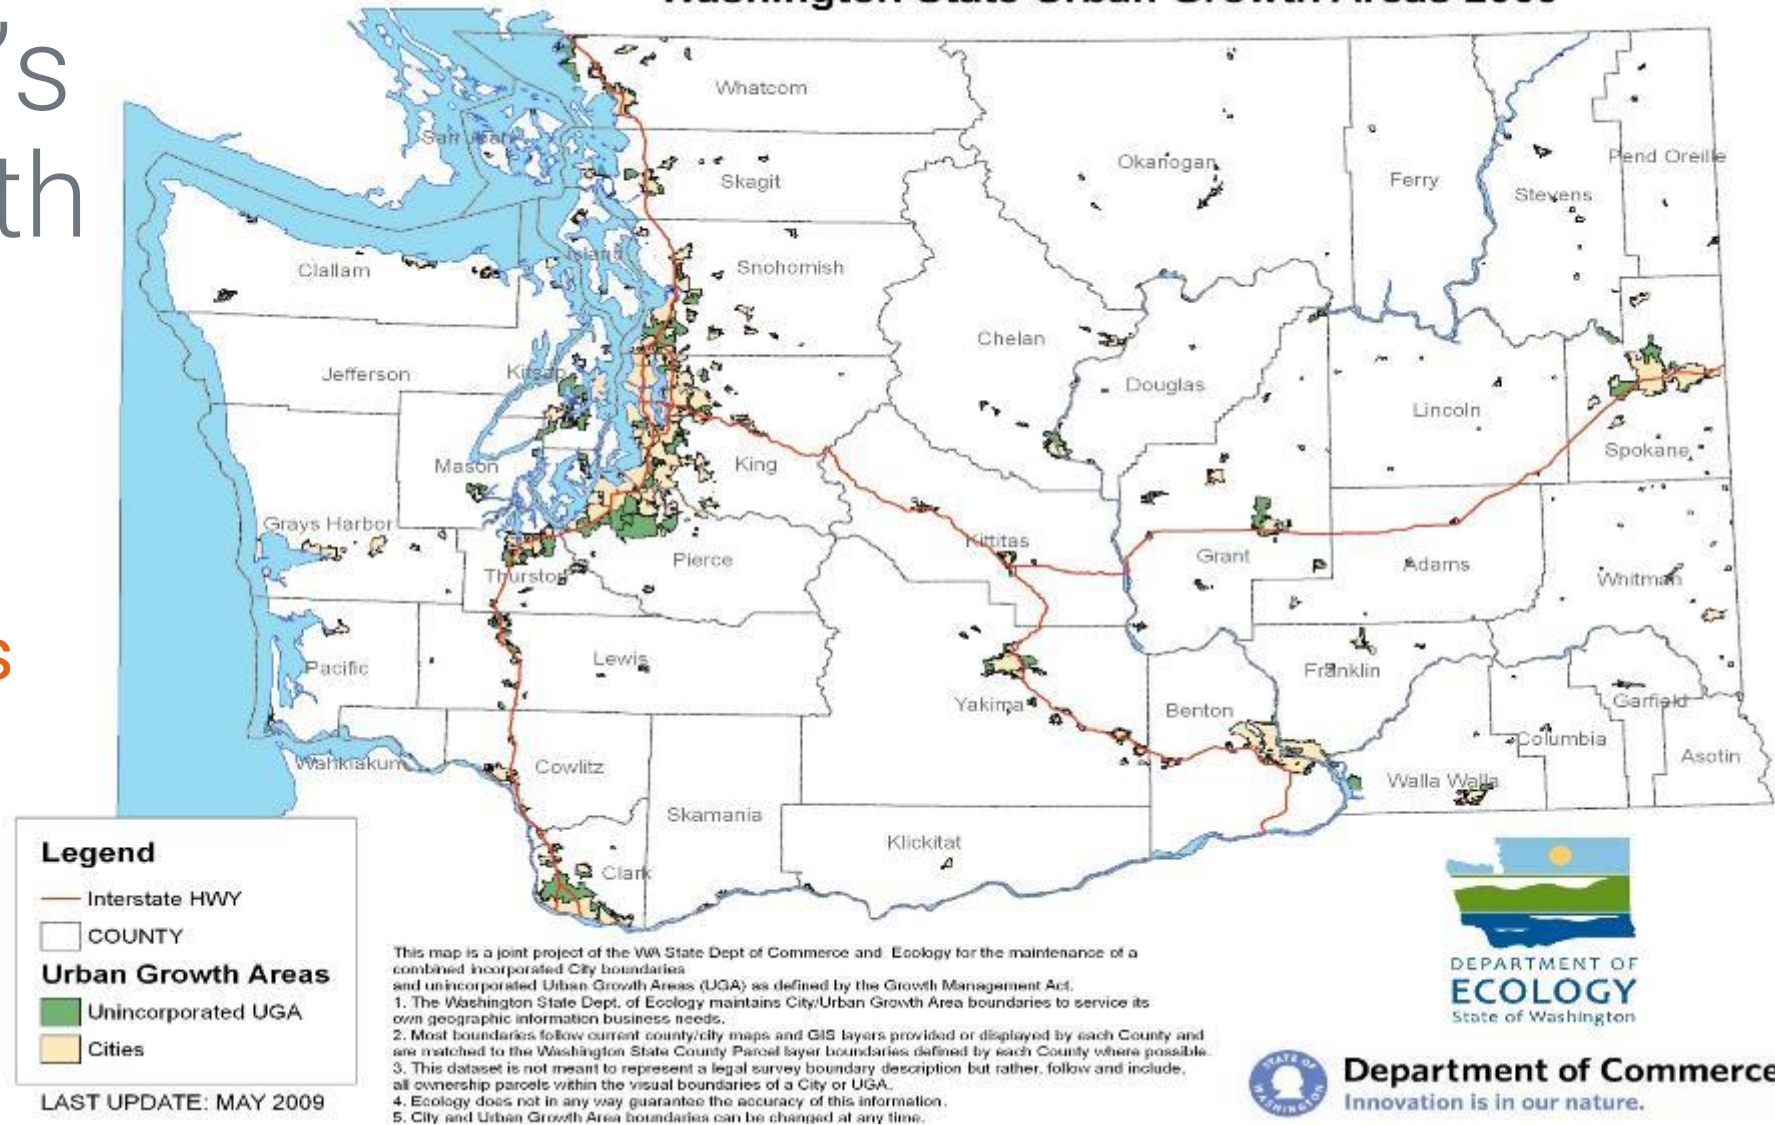 Washington State Urban Growth Areas 2009
's
th
s
Whatcom
San Juan
Skagit
Okanogan
Ferry
Stevens
Pend Oreille
Island
Snohomish
Clallam
Chelan
Jefferson
Kitsap
Douglas
Lincoln
Mason
King
Spokane
Grays Harbor
Kittitas
Thurston
Pierce
Grant
Adams
Whitman
Pacific
Lewis
Yakima
Benton
Franklin
Garfield
Wahkiakum
Cowlitz
Columbia
Asotin
Walla Walla
Skamania
Klickitat
Clark
Legend
Interstate HWY
COUNTY
Urban Growth Areas
Unincorporated UGA
Cities
LAST UPDATE: MAY 2009
This map is a joint project of the WA State Dept of Commerce and Ecology for the maintenance of a
combined incorporated City boundaries
and unincorporated Urban Growth Areas (UGA) as defined by the Growth Management Act.
1. The Washington State Dept. of Ecology maintains City/Urban Growth Area boundaries to service its
own geographic information business needs.
2. Most boundaries follow current county/city maps and GIS layers provided or displayed by each County and
are matched to the Washington State County Parcel layer boundaries defined by each County where possible.
3. This dataset is not meant to represent a legal survey boundary description but rather, follow and include,
all ownership parcels within the visual boundaries of a City or UGA.
4. Ecology does not in any way guarantee the accuracy of this information.
5. City and Urban Growth Area boundaries can be changed at any time.
DEPARTMENT OF
ECOLOGY
State of Washington
STATE OF
WASHINGTON
Department of Commerce
Innovation is in our nature.